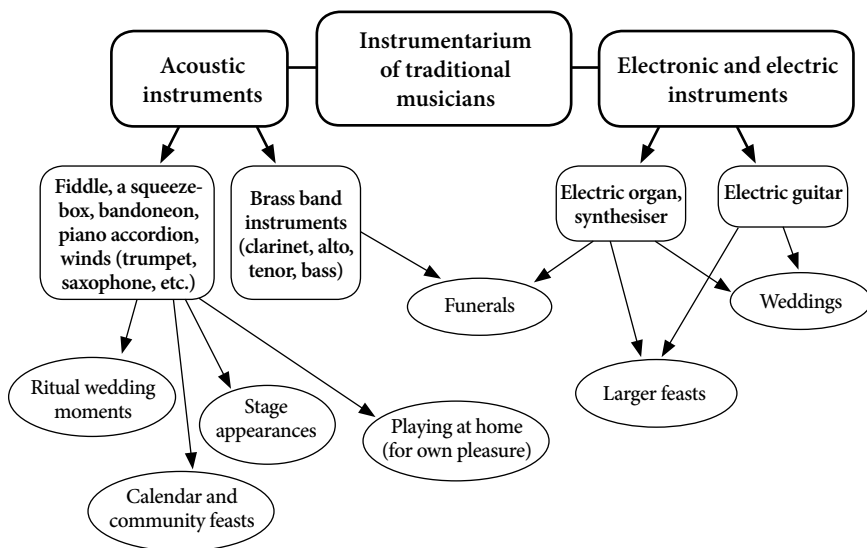 Instrumentarium
of traditional
musicians
Acoustic
instruments
Electronic and electric
instruments
Fiddle, a squeeze-
box, bandoneon,
piano accordion,
winds (trumpet,
saxophone, etc.)
Brass band
instruments
(clarinet, alto,
tenor, bass)
Electric organ,
synthesiser
Electric guitar
Funerals
Weddings
Ritual wedding
moments
Stage
appearances
Playing at home
(for own pleasure)
Larger feasts
Calendar and
community feasts